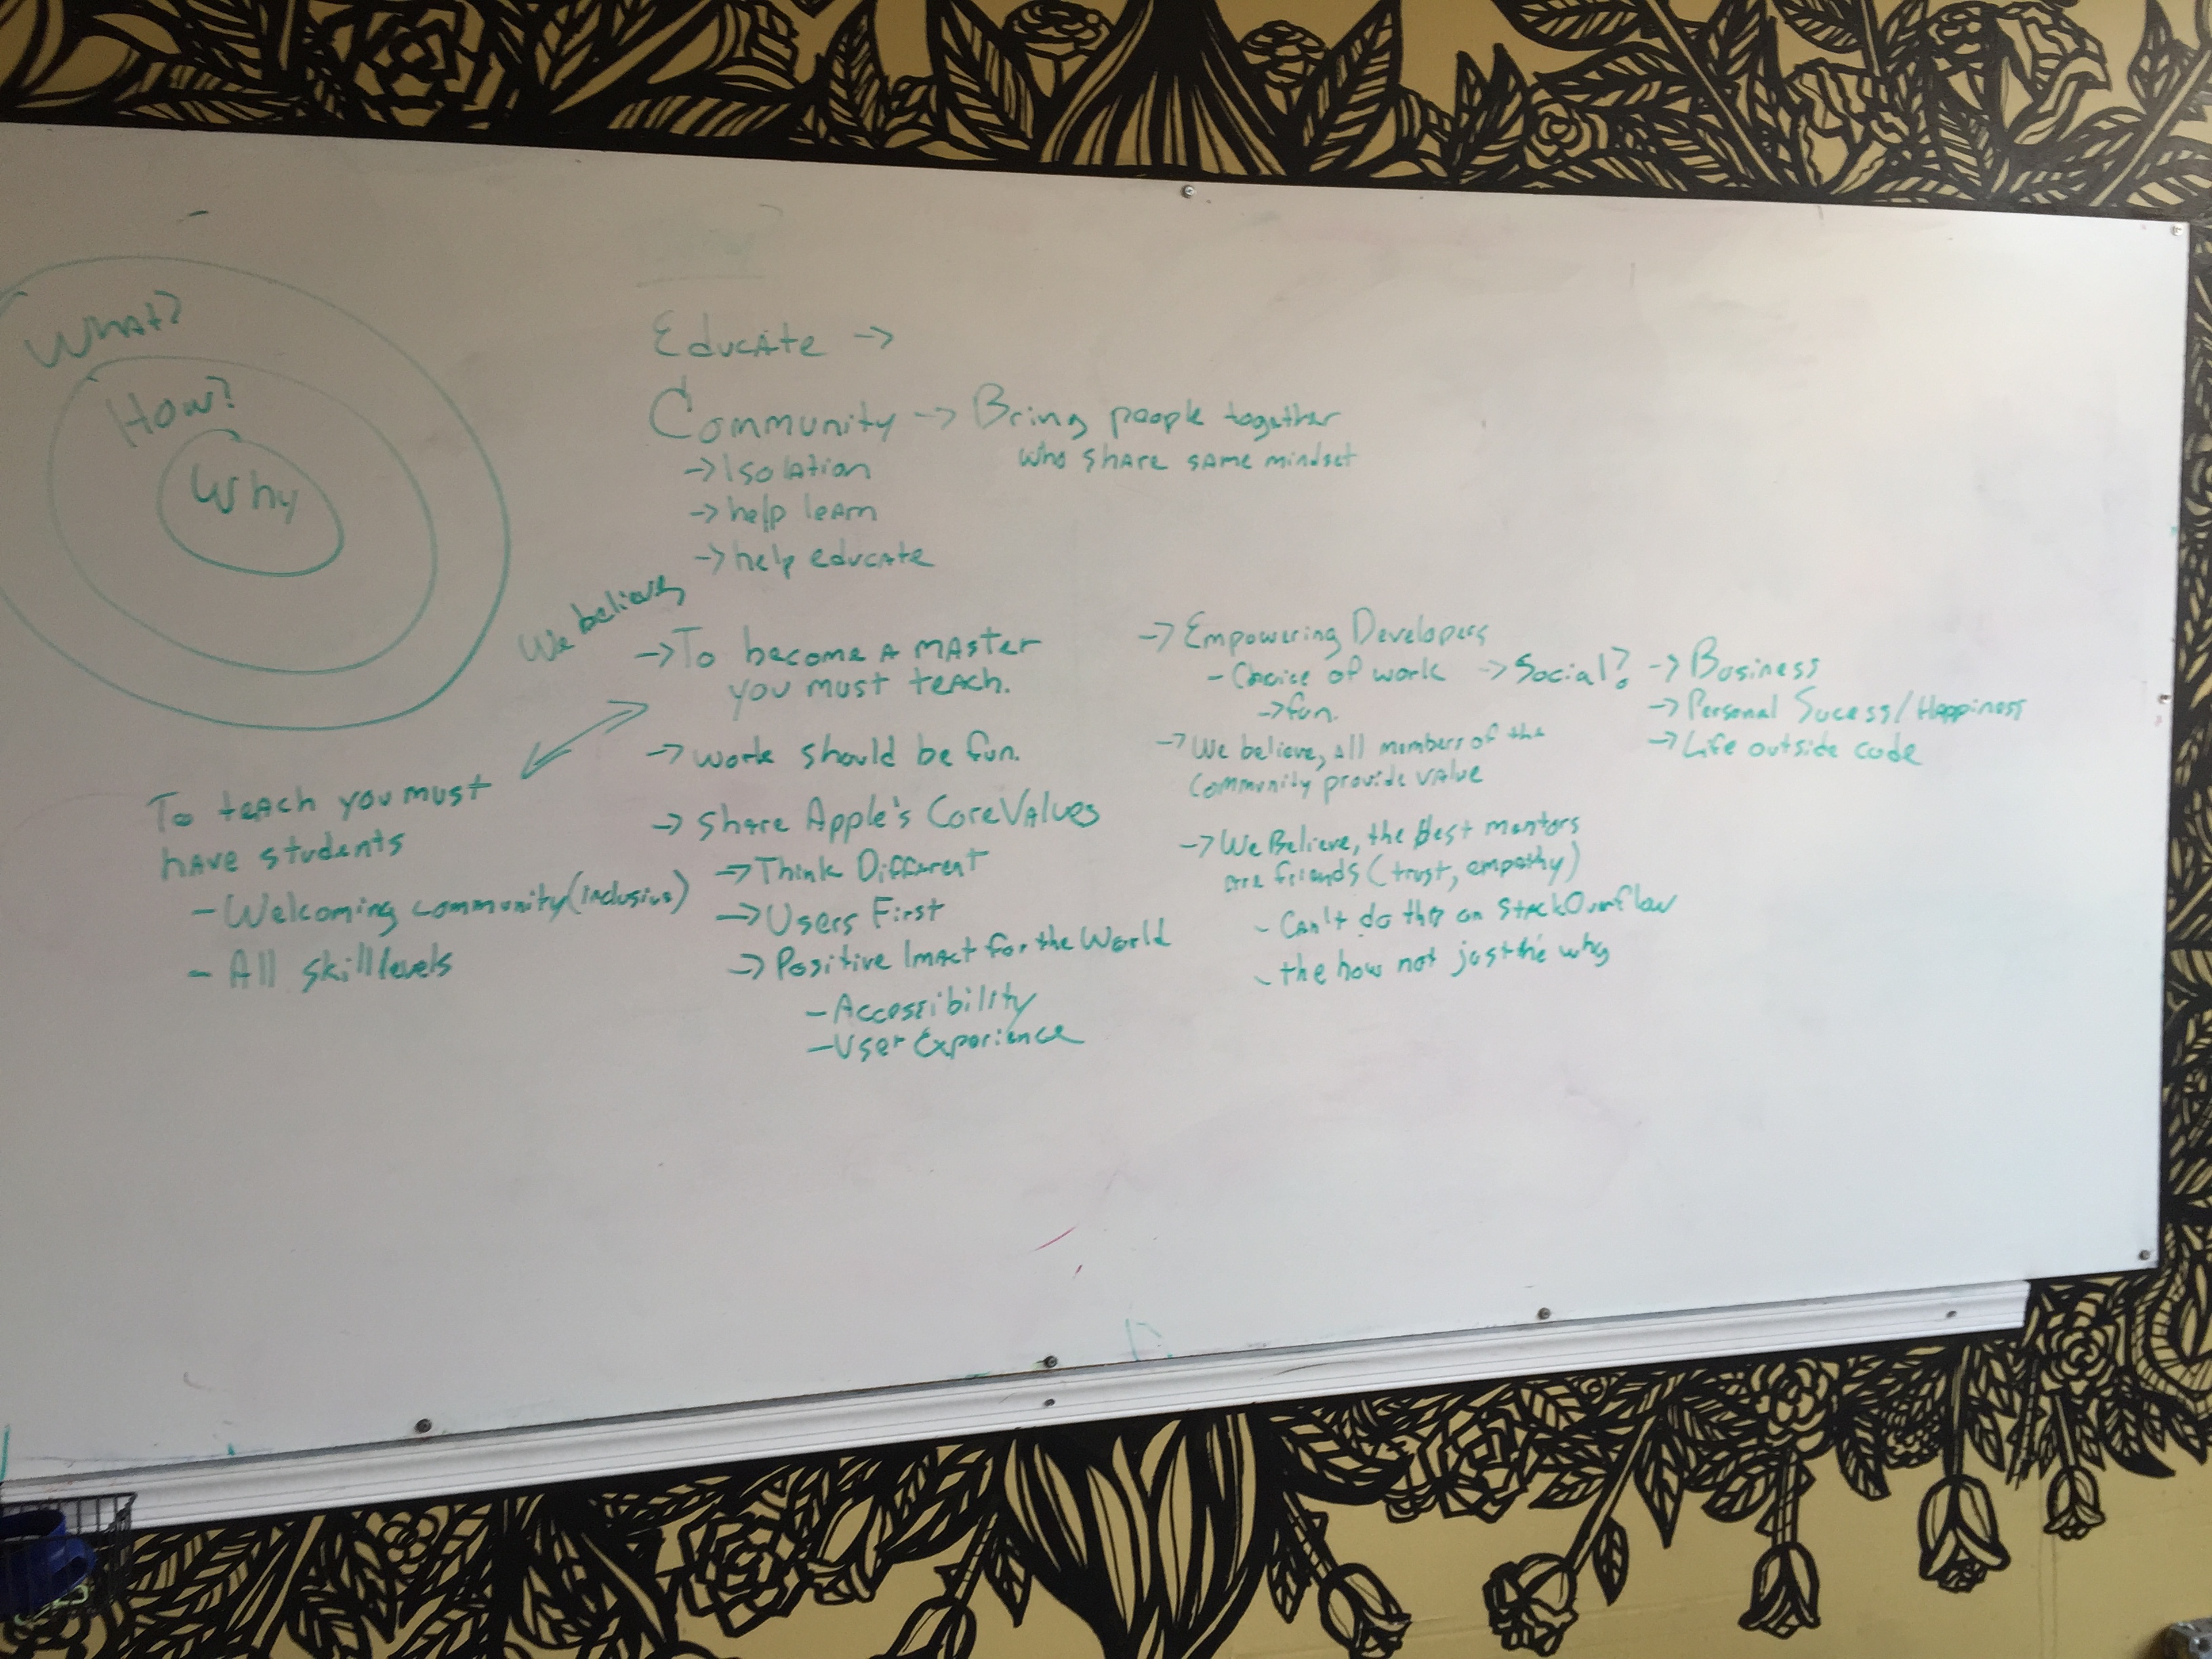 What?
How?
Why
Educate →
Community → Bring people together
who share same mindset
→ Isolation
→ help learn
→ help educate
We believe,
→ To become a master
you must teach.
→ work should be fun.
→ Share Apple's Core Values
→ Think Different
→ Users First
→ Positive Imact for the World
- Accessibility
- User Experience
To teach you must
have students
- Welcoming community (inclusive)
- All skill levels
→ Empowering Developers
- Choice of work → Social?
→ fun.
→ We believe, all members of the
community provide value
→ We Believe, the Best mentors
are friends (trust, empathy)
- Can't do this on StackOverflow
- the how not just the why
→ Business
→ Personal Sucess/Happiness
→ Life outside code